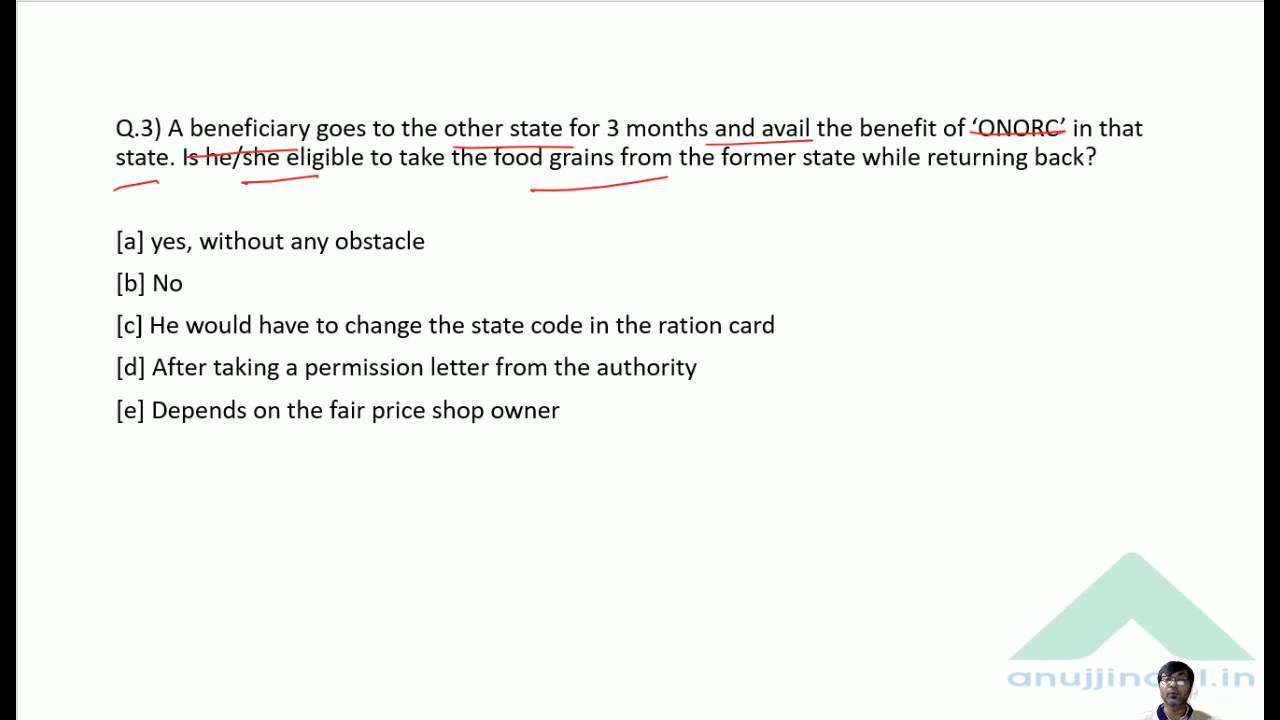 Q.3) A beneficiary goes to the other state for 3 months and avail the benefit of ‘ONORC’ in that
state. Is he/she eligible to take the food grains from the former state while returning back?
[a] yes, without any obstacle
[b] No
[c] He would have to change the state code in the ration card
[d] After taking a permission letter from the authority
[e] Depends on the fair price shop owner